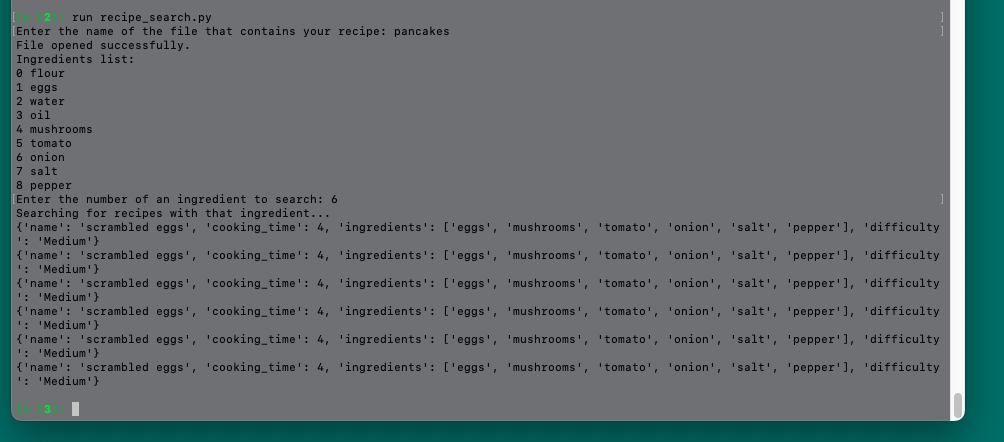 In [2]: run recipe_search.py
Enter the name of the file that contains your recipe: pancakes
File opened successfully.
Ingredients list:
0 flour
1 eggs
2 water
3 oil
4 mushrooms
5 tomato
6 onion
7 salt
8 pepper
Enter the number of an ingredient to search: 6
Searching for recipes with that ingredient...
{'name': 'scrambled eggs', 'cooking_time': 4, 'ingredients': ['eggs', 'mushrooms', 'tomato', 'onion', 'salt', 'pepper'], 'difficulty
': 'Medium'}
{'name': 'scrambled eggs', 'cooking_time': 4, 'ingredients': ['eggs', 'mushrooms', 'tomato', 'onion', 'salt', 'pepper'], 'difficulty
': 'Medium'}
{'name': 'scrambled eggs', 'cooking_time': 4, 'ingredients': ['eggs', 'mushrooms', 'tomato', 'onion', 'salt', 'pepper'], 'difficulty
': 'Medium'}
{'name': 'scrambled eggs', 'cooking_time': 4, 'ingredients': ['eggs', 'mushrooms', 'tomato', 'onion', 'salt', 'pepper'], 'difficulty
': 'Medium'}
{'name': 'scrambled eggs', 'cooking_time': 4, 'ingredients': ['eggs', 'mushrooms', 'tomato', 'onion', 'salt', 'pepper'], 'difficulty
': 'Medium'}
{'name': 'scrambled eggs', 'cooking_time': 4, 'ingredients': ['eggs', 'mushrooms', 'tomato', 'onion', 'salt', 'pepper'], 'difficulty
': 'Medium'}
In [3]: